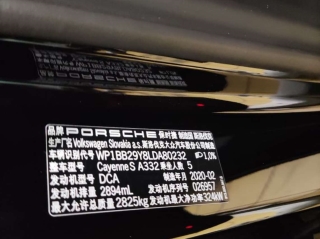 品牌 PORSCHE 保时捷 制造国 斯洛伐克
生产厂名 Volkswagen Slovakia a.s. 斯洛伐克大众汽车股份公司
车辆识别代号 WP1BB29Y8LDA80232 1,0%
整车型号 Cayenne S A332 乘坐人数 5
发动机型号 DCA 制造年月 2020-02
发动机排量 2894mL 发动机号 026957
最大允许总质量 2825kg 发动机最大净功率 324kW